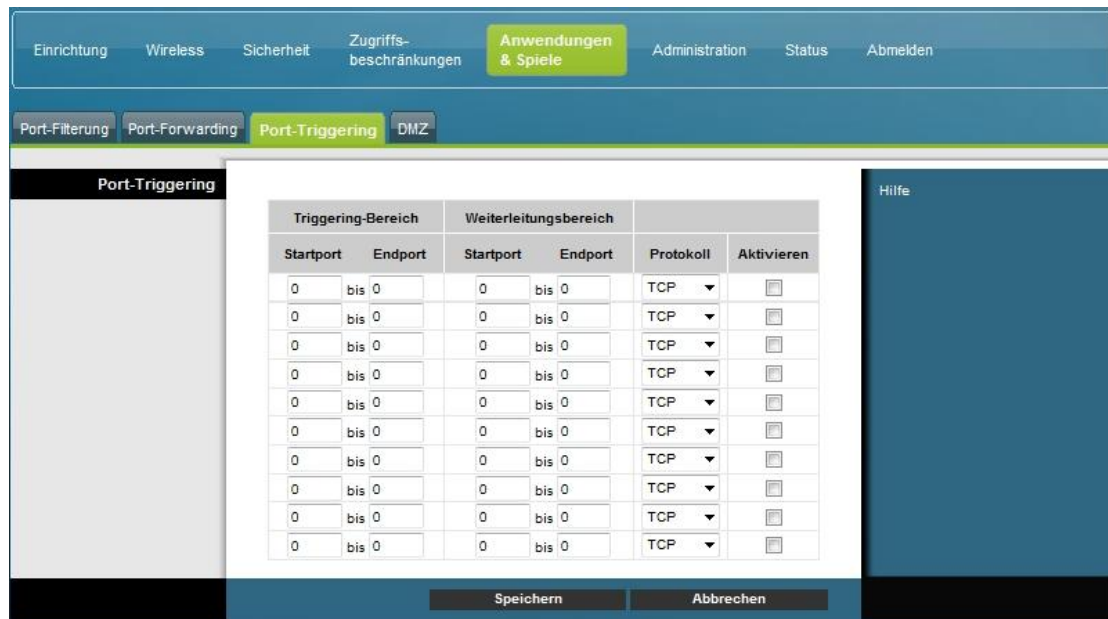 Einrichtung Wireless Sicherheit Zugriffs- beschränkungen Anwendungen & Spiele Administration Status Abmelden
Port-Filterung Port-Forwarding Port-Triggering DMZ
Port-Triggering
Hilfe
Triggering-Bereich Weiterleitungsbereich
Startport Endport Startport Endport Protokoll Aktivieren
0 bis 0 0 bis 0 TCP
0 bis 0 0 bis 0 TCP
0 bis 0 0 bis 0 TCP
0 bis 0 0 bis 0 TCP
0 bis 0 0 bis 0 TCP
0 bis 0 0 bis 0 TCP
0 bis 0 0 bis 0 TCP
0 bis 0 0 bis 0 TCP
0 bis 0 0 bis 0 TCP
0 bis 0 0 bis 0 TCP
Speichern Abbrechen